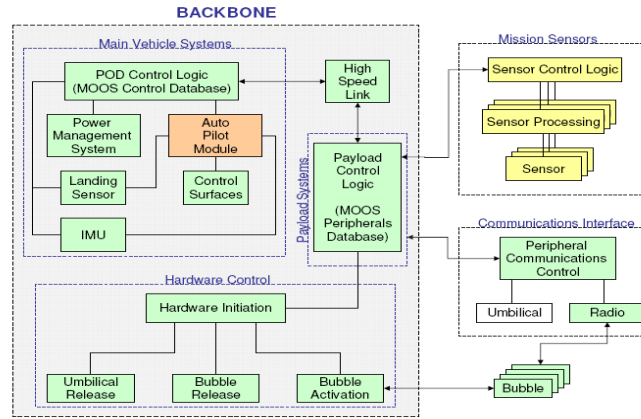 BACKBONE
Main Vehicle Systems
POD Control Logic
(MOOS Control Database)
Power
Management
System
Auto
Pilot
Module
Landing
Sensor
Control
Surfaces
IMU
High
Speed
Link
Payload Systems
Payload
Control
Logic
(MOOS
Peripherals
Database)
Hardware Control
Hardware Initiation
Umbilical
Release
Bubble
Release
Bubble
Activation
Mission Sensors
Sensor Control Logic
Sensor Processing
Sensor
Communications Interface
Peripheral
Communications
Control
Umbilical
Radio
Bubble